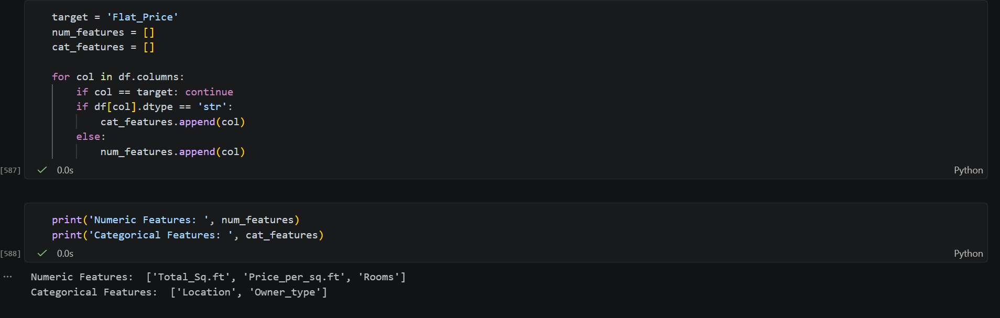 target = 'Flat_Price'
num_features = []
cat_features = []
for col in df.columns:
    if col == target: continue
    if df[col].dtype == 'str':
        cat_features.append(col)
    else:
        num_features.append(col)
[587] 0.0s Python
print('Numeric Features: ', num_features)
print('Categorical Features: ', cat_features)
[588] 0.0s Python
... Numeric Features:  ['Total_Sq.ft', 'Price_per_sq.ft', 'Rooms']
Categorical Features:  ['Location', 'Owner_type']